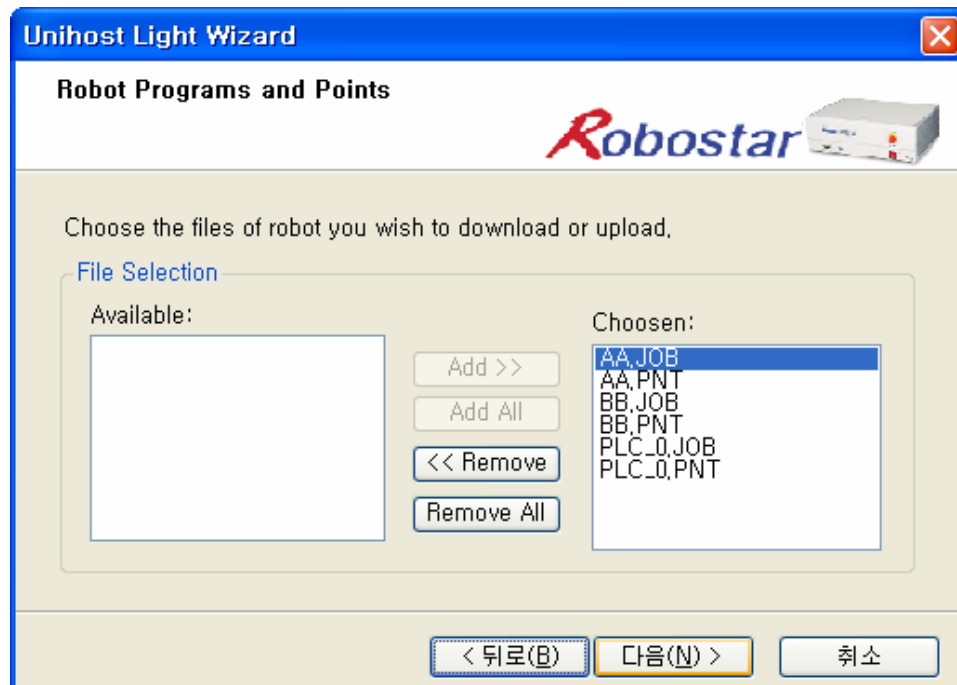 Unihost Light Wizard
Robot Programs and Points
Robostar
Choose the files of robot you wish to download or upload,
File Selection
Available:
Choosen:
Add >>
Add All
<< Remove
Remove All
AA,JOB
AA,PNT
BB,JOB
BB,PNT
PLC_0,JOB
PLC_0,PNT
< 뒤로(B)
다음(N) >
취소